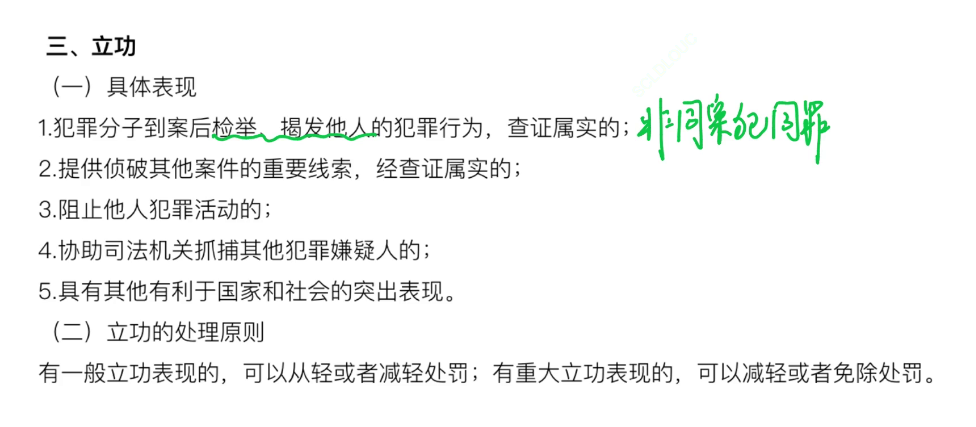 三、立功
（一）具体表现
1.犯罪分子到案后检举、揭发他人的犯罪行为，查证属实的；非同案犯同罪
2.提供侦破其他案件的重要线索，经查证属实的；
3.阻止他人犯罪活动的；
4.协助司法机关抓捕其他犯罪嫌疑人的；
5.具有其他有利于国家和社会的突出表现。
（二）立功的处理原则
有一般立功表现的，可以从轻或者减轻处罚；有重大立功表现的，可以减轻或者免除处罚。